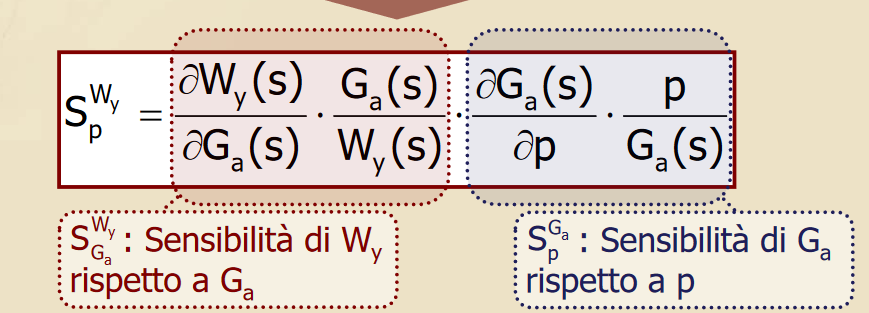 S_p^{W_y} = ∂W_y(s)/∂G_a(s) · G_a(s)/W_y(s) · ∂G_a(s)/∂p · p/G_a(s)
S_{G_a}^{W_y} : Sensibilità di W_y
rispetto a G_a
S_p^{G_a} : Sensibilità di G_a
rispetto a p